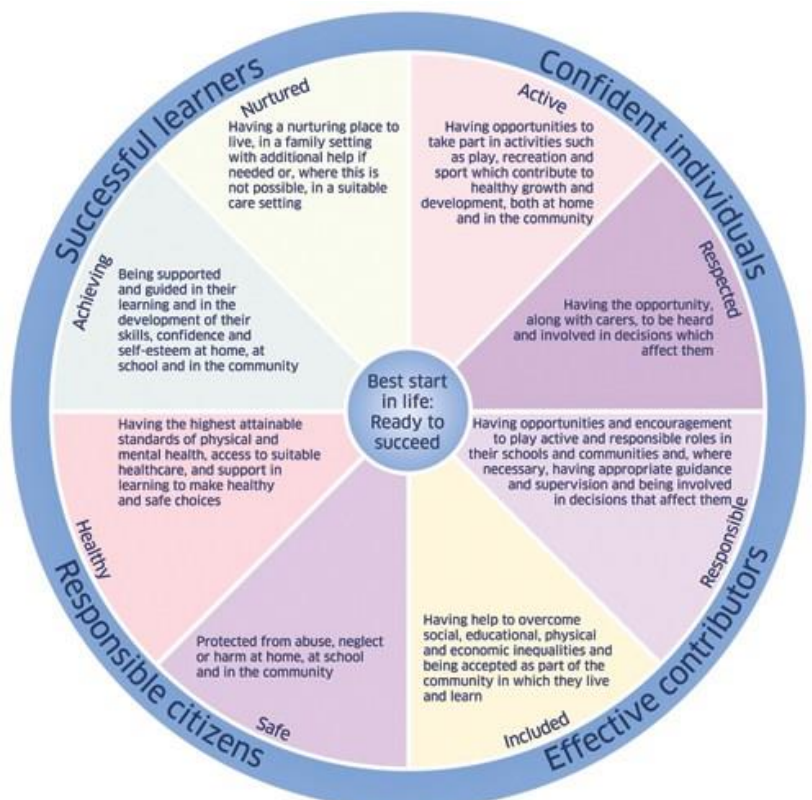 Successful learners
Confident individuals
Nurtured
Having a nurturing place to
live, in a family setting
with additional help if
needed or, where this is
not possible, in a suitable
care setting
Active
Having opportunities to
take part in activities such
as play, recreation and
sport which contribute to
healthy growth and
development, both at home
and in the community
Achieving
Being supported
and guided in their
learning and in the
development of their
skills, confidence and
self-esteem at home, at
school and in the community
Respected
Having the opportunity,
along with carers, to be heard
and involved in decisions which
affect them
Best start
in life:
Ready to
succeed
Healthy
Having the highest attainable
standards of physical and
mental health, access to suitable
healthcare, and support in
learning to make healthy
and safe choices
Having opportunities and encouragement
to play active and responsible roles in
their schools and communities and, where
necessary, having appropriate guidance
and supervision and being involved
in decisions that affect them
Responsible
Protected from abuse, neglect
or harm at home, at school
and in the community
Safe
Having help to overcome
social, educational, physical
and economic inequalities and
being accepted as part of the
community in which they live
and learn
Included
Responsible citizens
Effective contributors